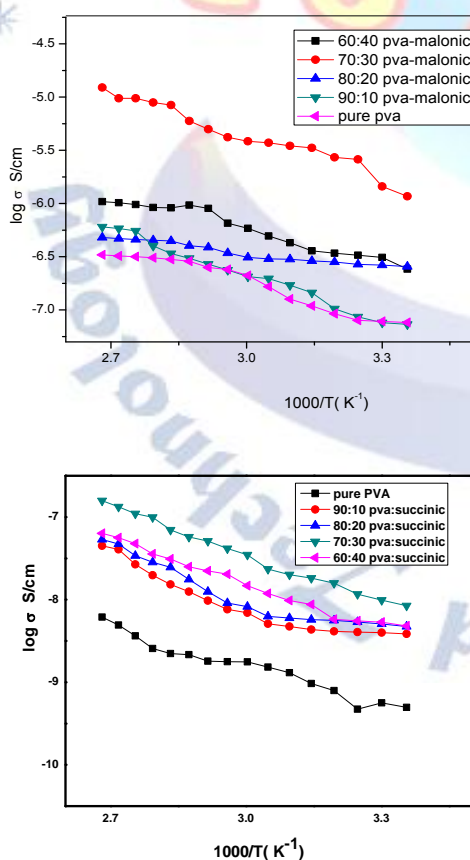 -4.5
-5.0
-5.5
-6.0
-6.5
-7.0
log σ S/cm
60:40 pva-malonic
70:30 pva-malonic
80:20 pva-malonic
90:10 pva-malonic
pure pva
2.7 3.0 3.3
1000/T( K⁻¹)
-7
-8
-9
-10
log σ S/cm
pure PVA
90:10 pva:succinic
80:20 pva:succinic
70:30 pva:succinic
60:40 pva:succinic
2.7 3.0 3.3
1000/T( K⁻¹)